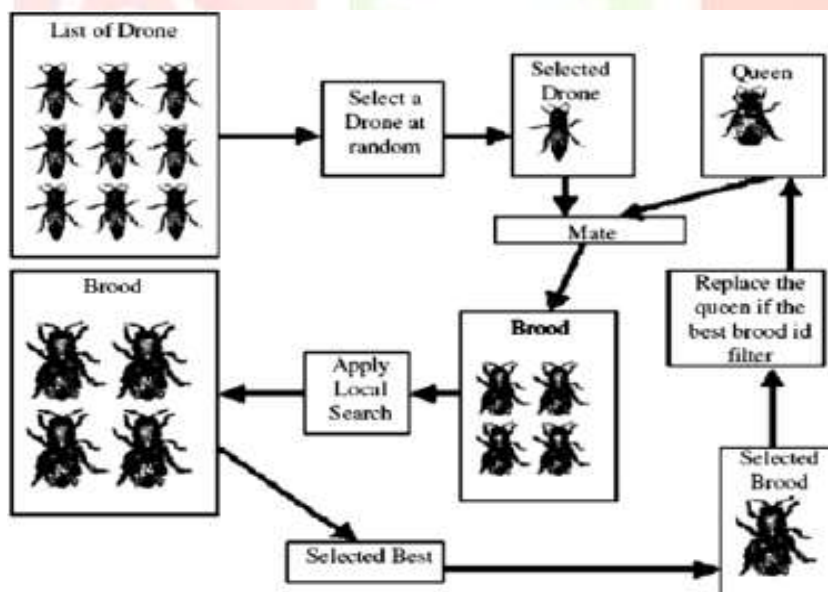 List of Drone
Select a
Drone at
random
Selected
Drone
Queen
Mate
Brood
Apply
Local
Search
Brood
Selected Best
Selected
Brood
Replace the
queen if the
best brood id
filter